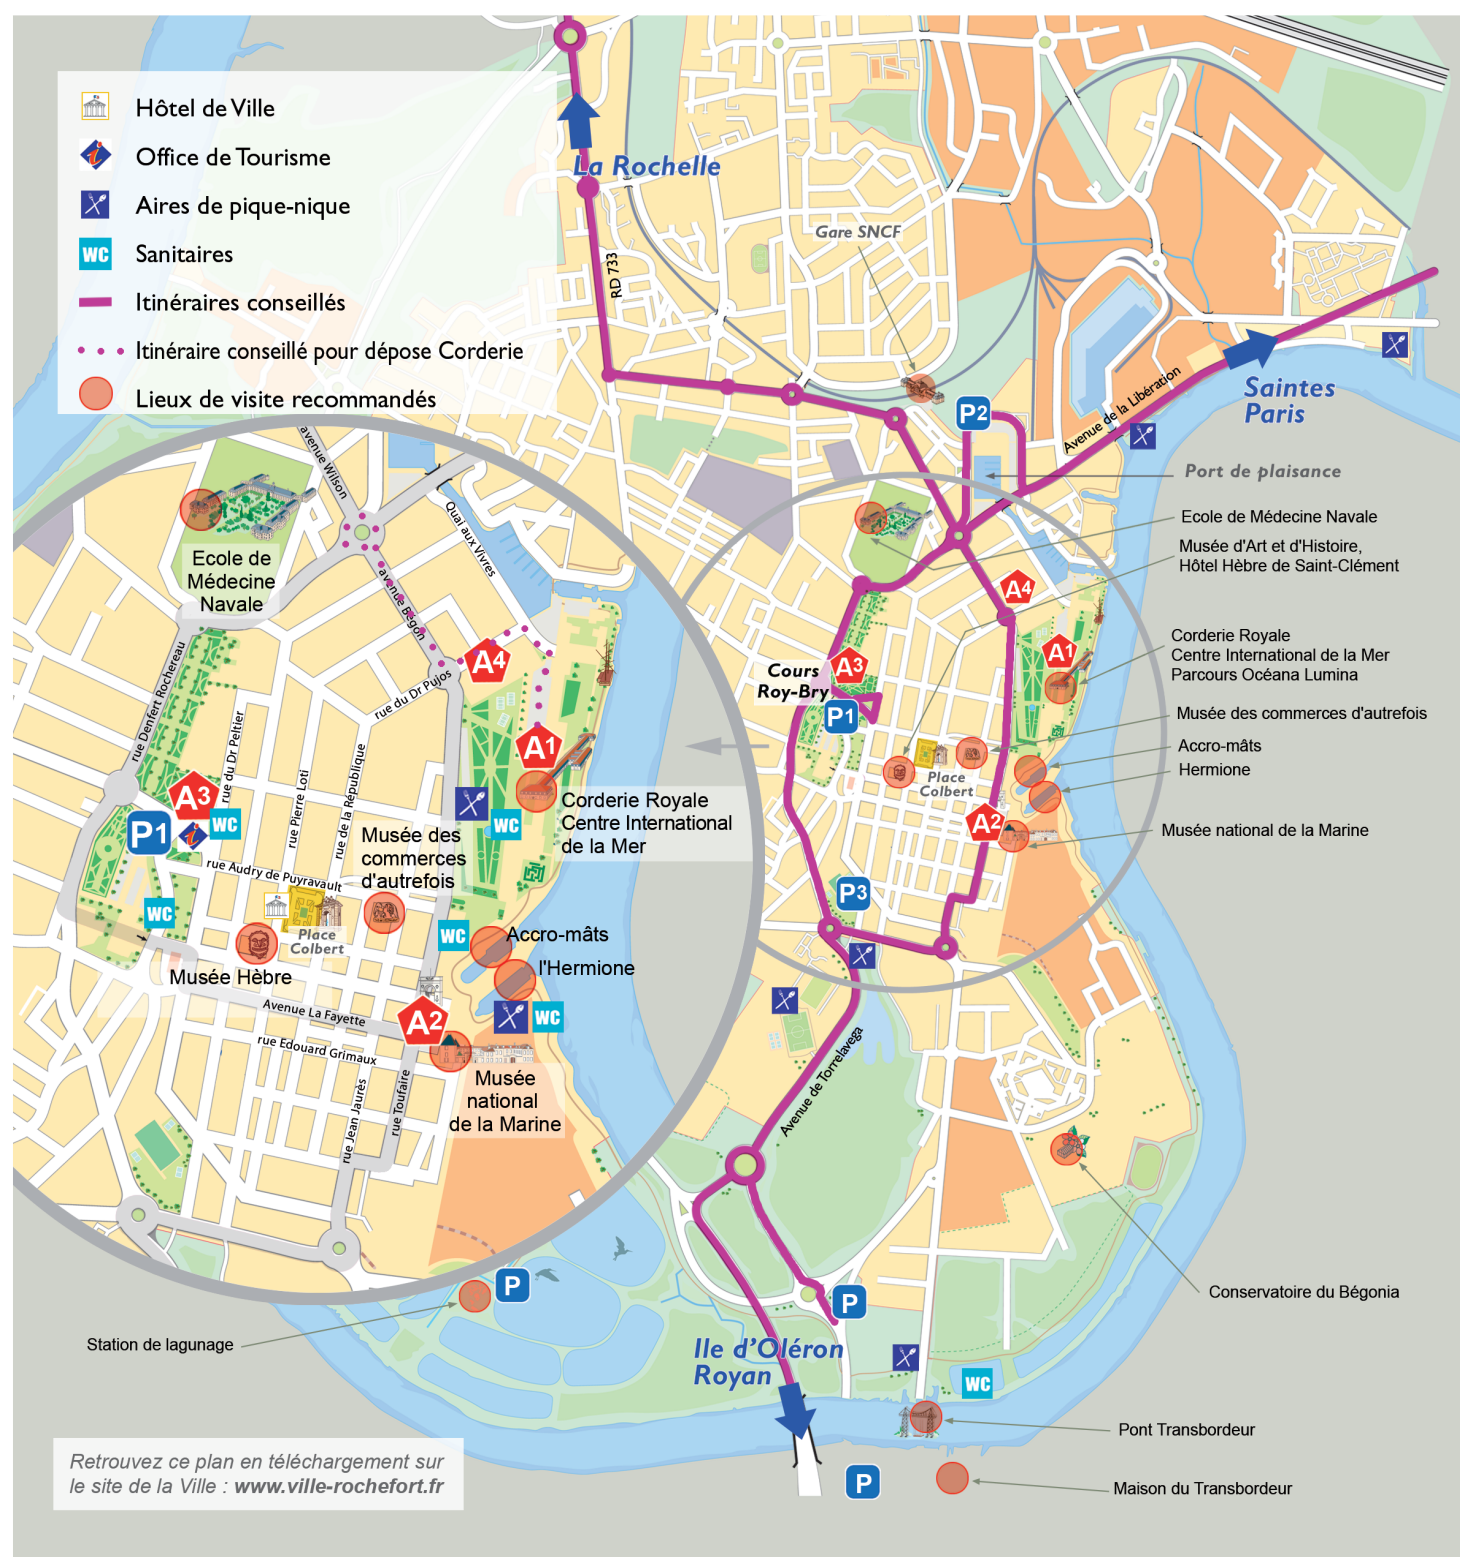 Hôtel de Ville
Office de Tourisme
Aires de pique-nique
WC
Sanitaires
Itinéraires conseillés
Itinéraire conseillé pour dépose Corderie
Lieux de visite recommandés
La Rochelle
RD 733
Gare SNCF
P2
Avenue de la Libération
Saintes
Paris
Port de plaisance
Ecole de Médecine Navale
Musée d'Art et d'Histoire,
Hôtel Hèbre de Saint-Clément
A4
A1
Corderie Royale
Centre International de la Mer
Parcours Océana Lumina
A3
Cours
Roy-Bry
P1
Musée des commerces d'autrefois
Accro-mâts
Hermione
Place
Colbert
A2
Musée national de la Marine
P3
Avenue de Torrelavega
avenue Wilson
Quai aux Vivres
Ecole de
Médecine
Navale
avenue Bégon
A4
rue du Dr Pujos
rue Denfert Rochereau
rue du Dr Peltier
rue Pierre Loti
rue de la République
A1
A3
P1
WC
WC
Corderie Royale
Centre International
de la Mer
Musée des
commerces
d'autrefois
rue Audry de Puyravault
WC
Place
Colbert
Musée Hèbre
WC
Accro-mâts
l'Hermione
WC
A2
Avenue La Fayette
rue Edouard Grimaux
rue Jean Jaurès
rue Toufaire
Musée
national
de la Marine
P
Station de lagunage
P
Ile d'Oléron
Royan
Conservatoire du Bégonia
WC
Pont Transbordeur
P
Maison du Transbordeur
Retrouvez ce plan en téléchargement sur
le site de la Ville : www.ville-rochefort.fr